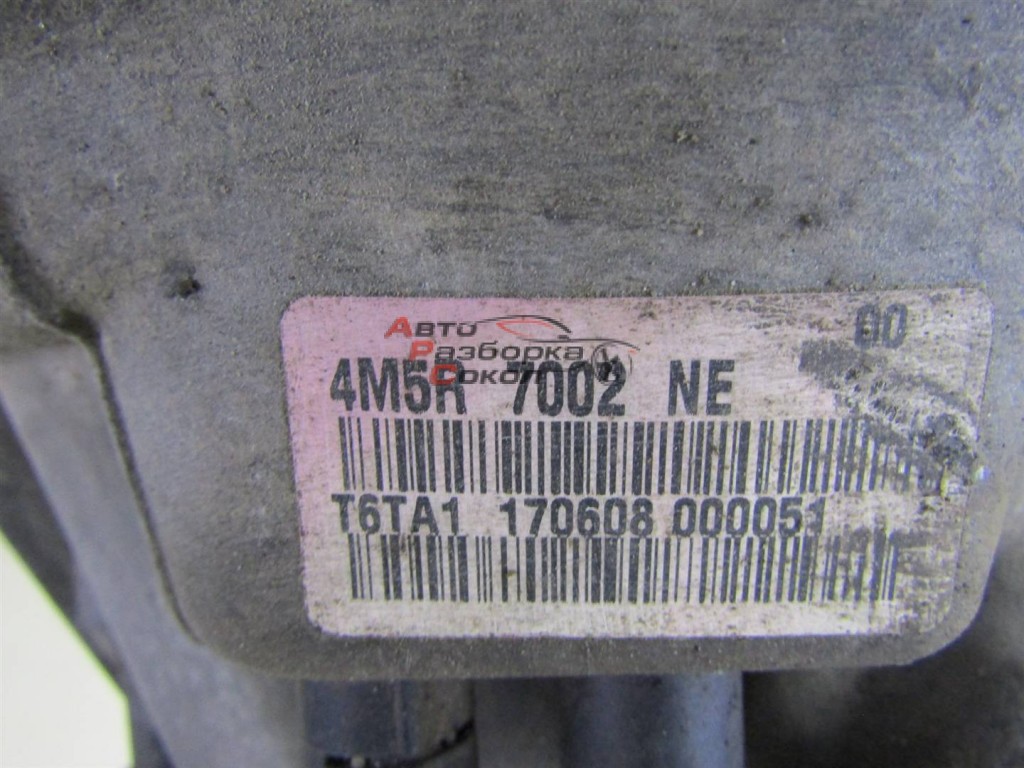 00
Авто
Разборка
Сокол
4M5R 7002 NE
T6TA1 170608 000051